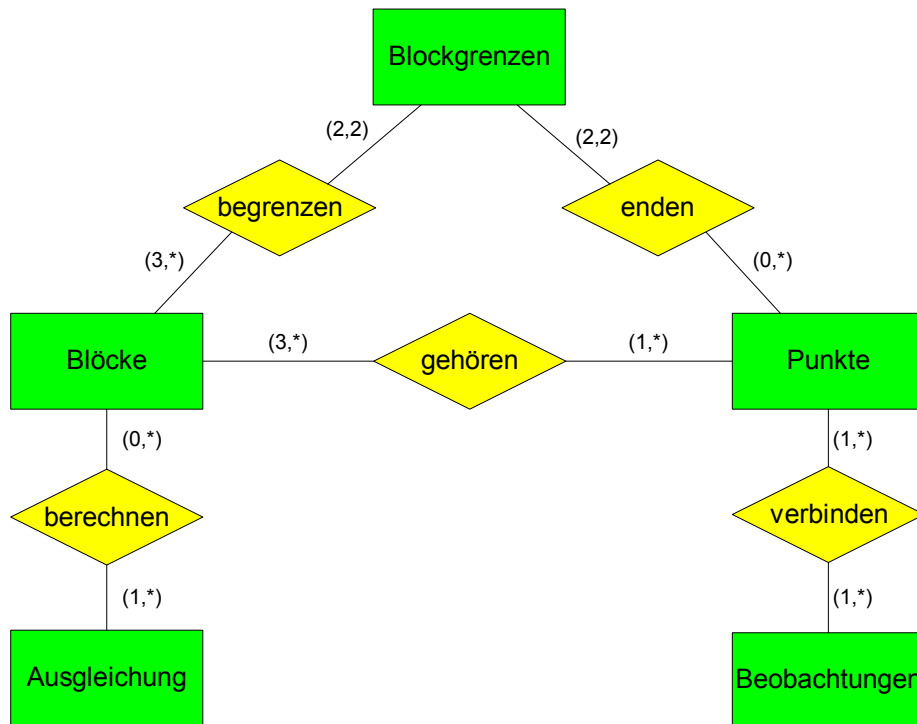 Blockgrenzen
(2,2)
(2,2)
begrenzen
enden
(3,*)
(0,*)
Blöcke
(3,*)
gehören
(1,*)
Punkte
(0,*)
(1,*)
berechnen
verbinden
(1,*)
(1,*)
Ausgleichung
Beobachtungen